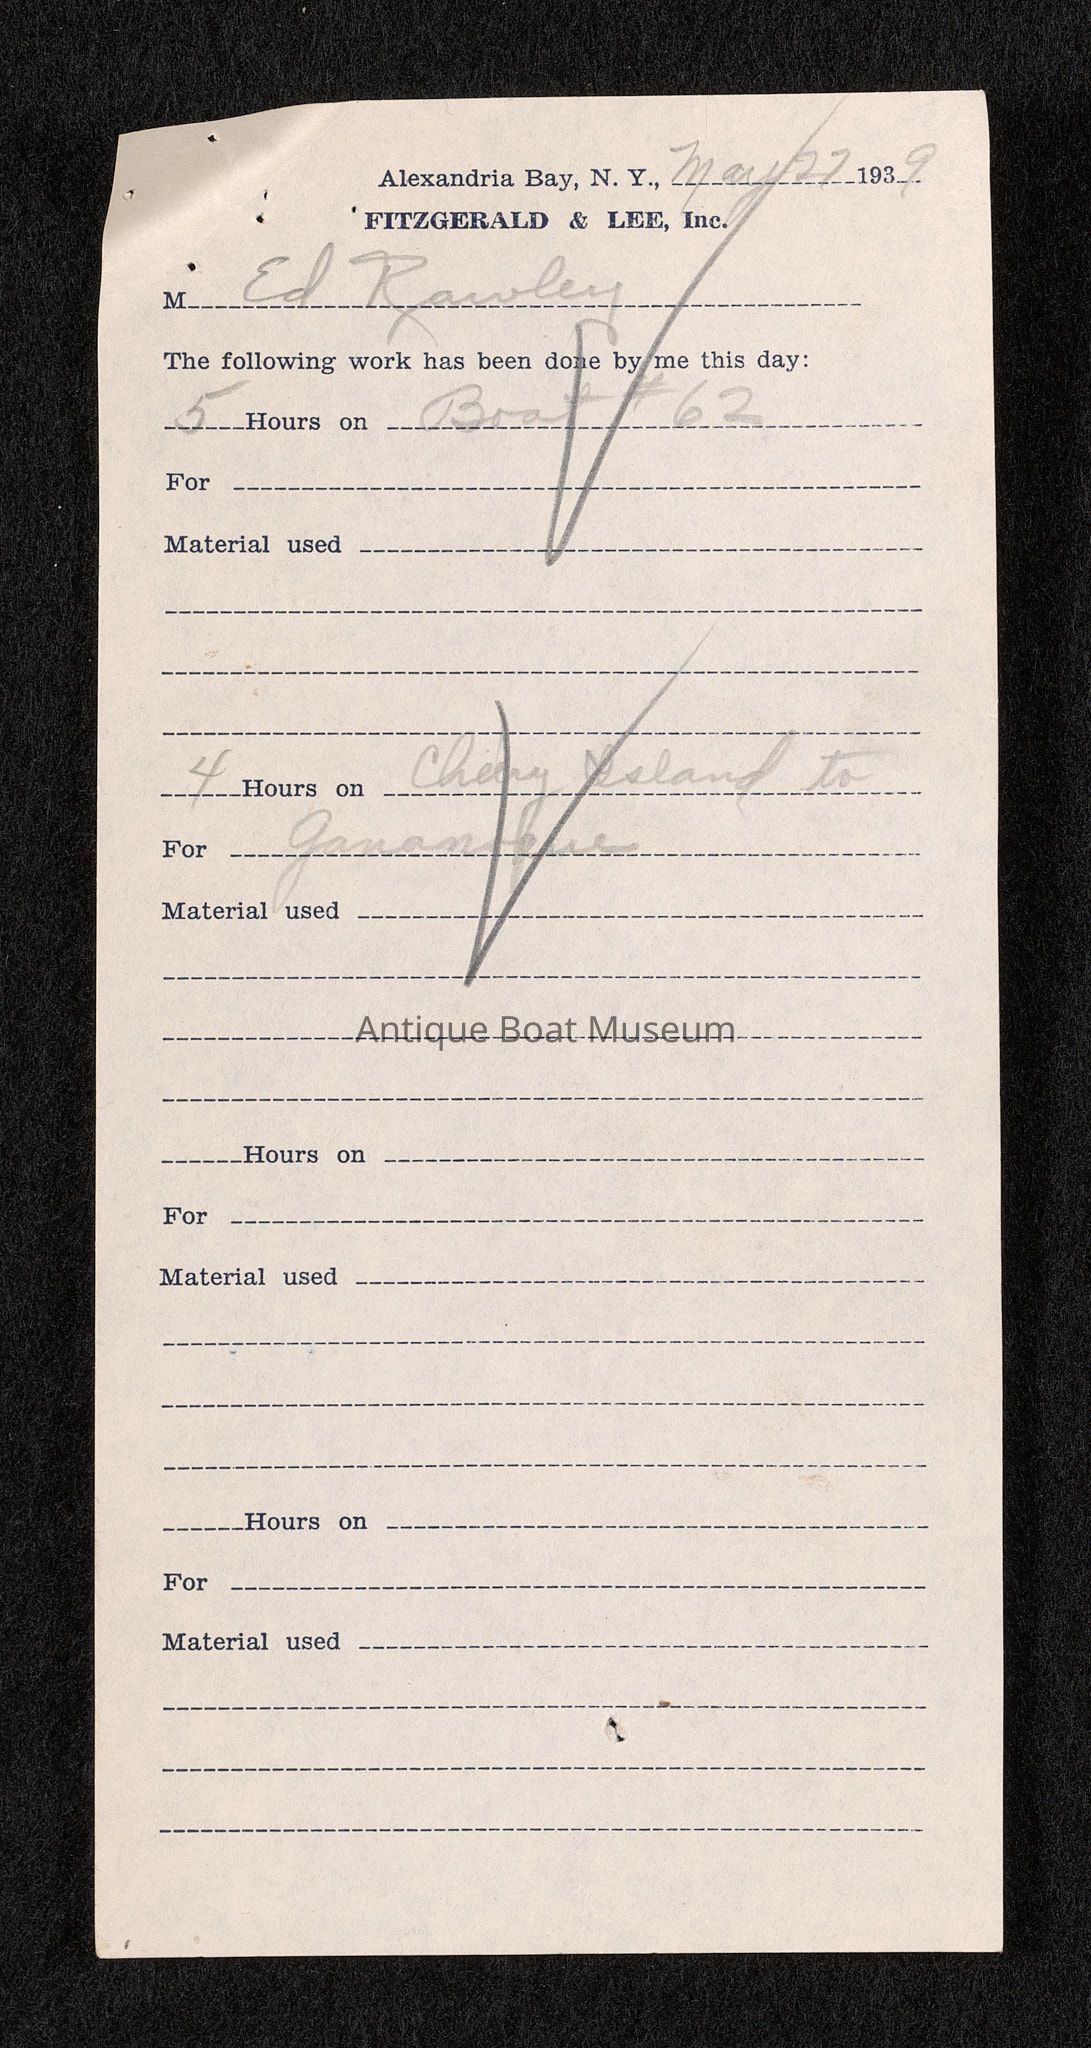 Alexandria Bay, N. Y., May 27 1939
FITZGERALD & LEE, Inc.
M Ed Rawley
The following work has been done by me this day:
5 Hours on Boat #62
For
Material used
4 Hours on Cherry Island to
For Gananoque
Material used
Antique Boat Museum
Hours on
For
Material used
Hours on
For
Material used